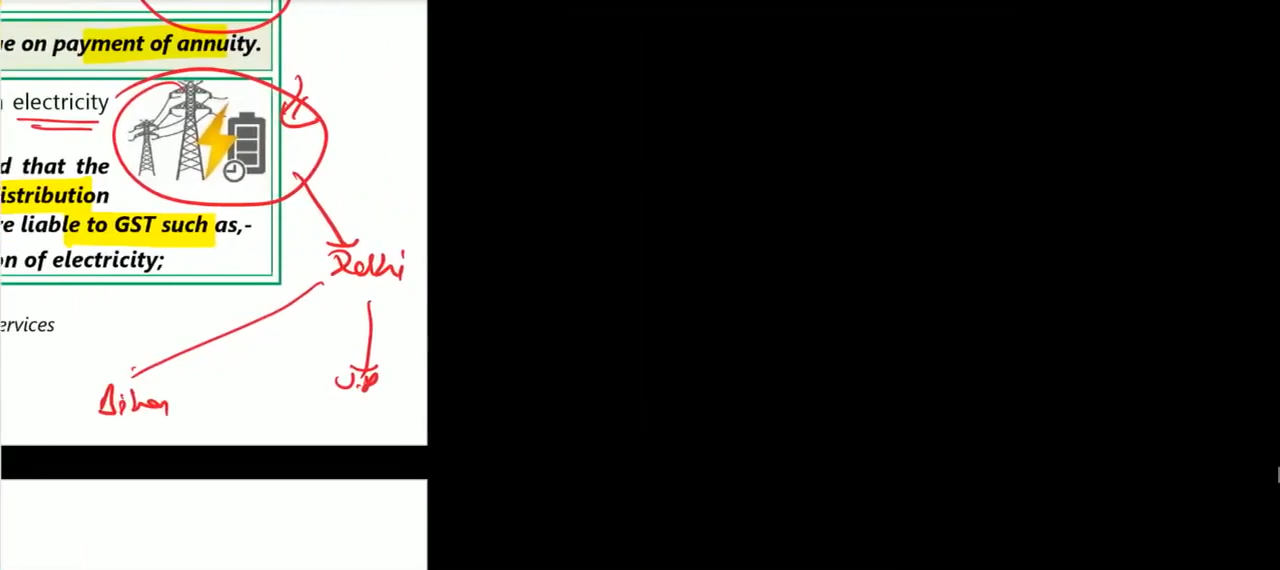 e on payment of annuity.
electricity
d that the
istribution
re liable to GST such as,-
on of electricity;
Delhi
ervices
U.P
Bihar